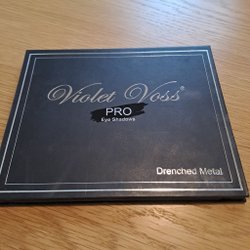 Violet Voss®
PRO
Eye Shadows
Drenched Metal